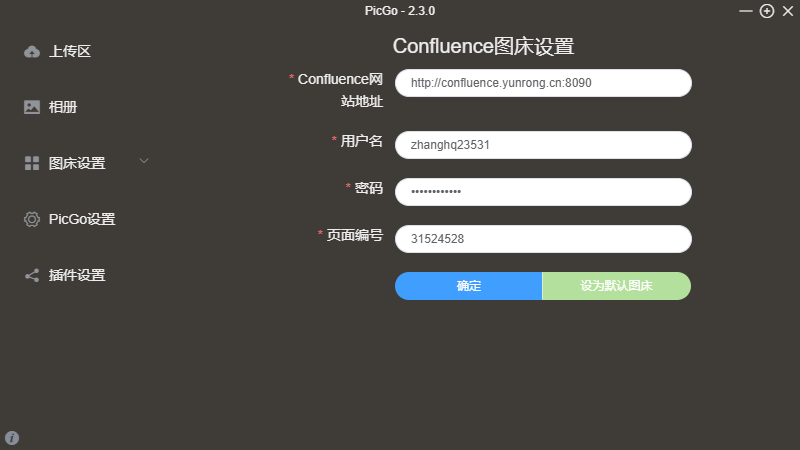 PicGo - 2.3.0
上传区
相册
图床设置
PicGo设置
插件设置
Confluence图床设置
* Confluence网
站地址
http://confluence.yunrong.cn:8090
* 用户名
zhanghq23531
* 密码
••••••••••••
* 页面编号
31524528
确定
设为默认图床